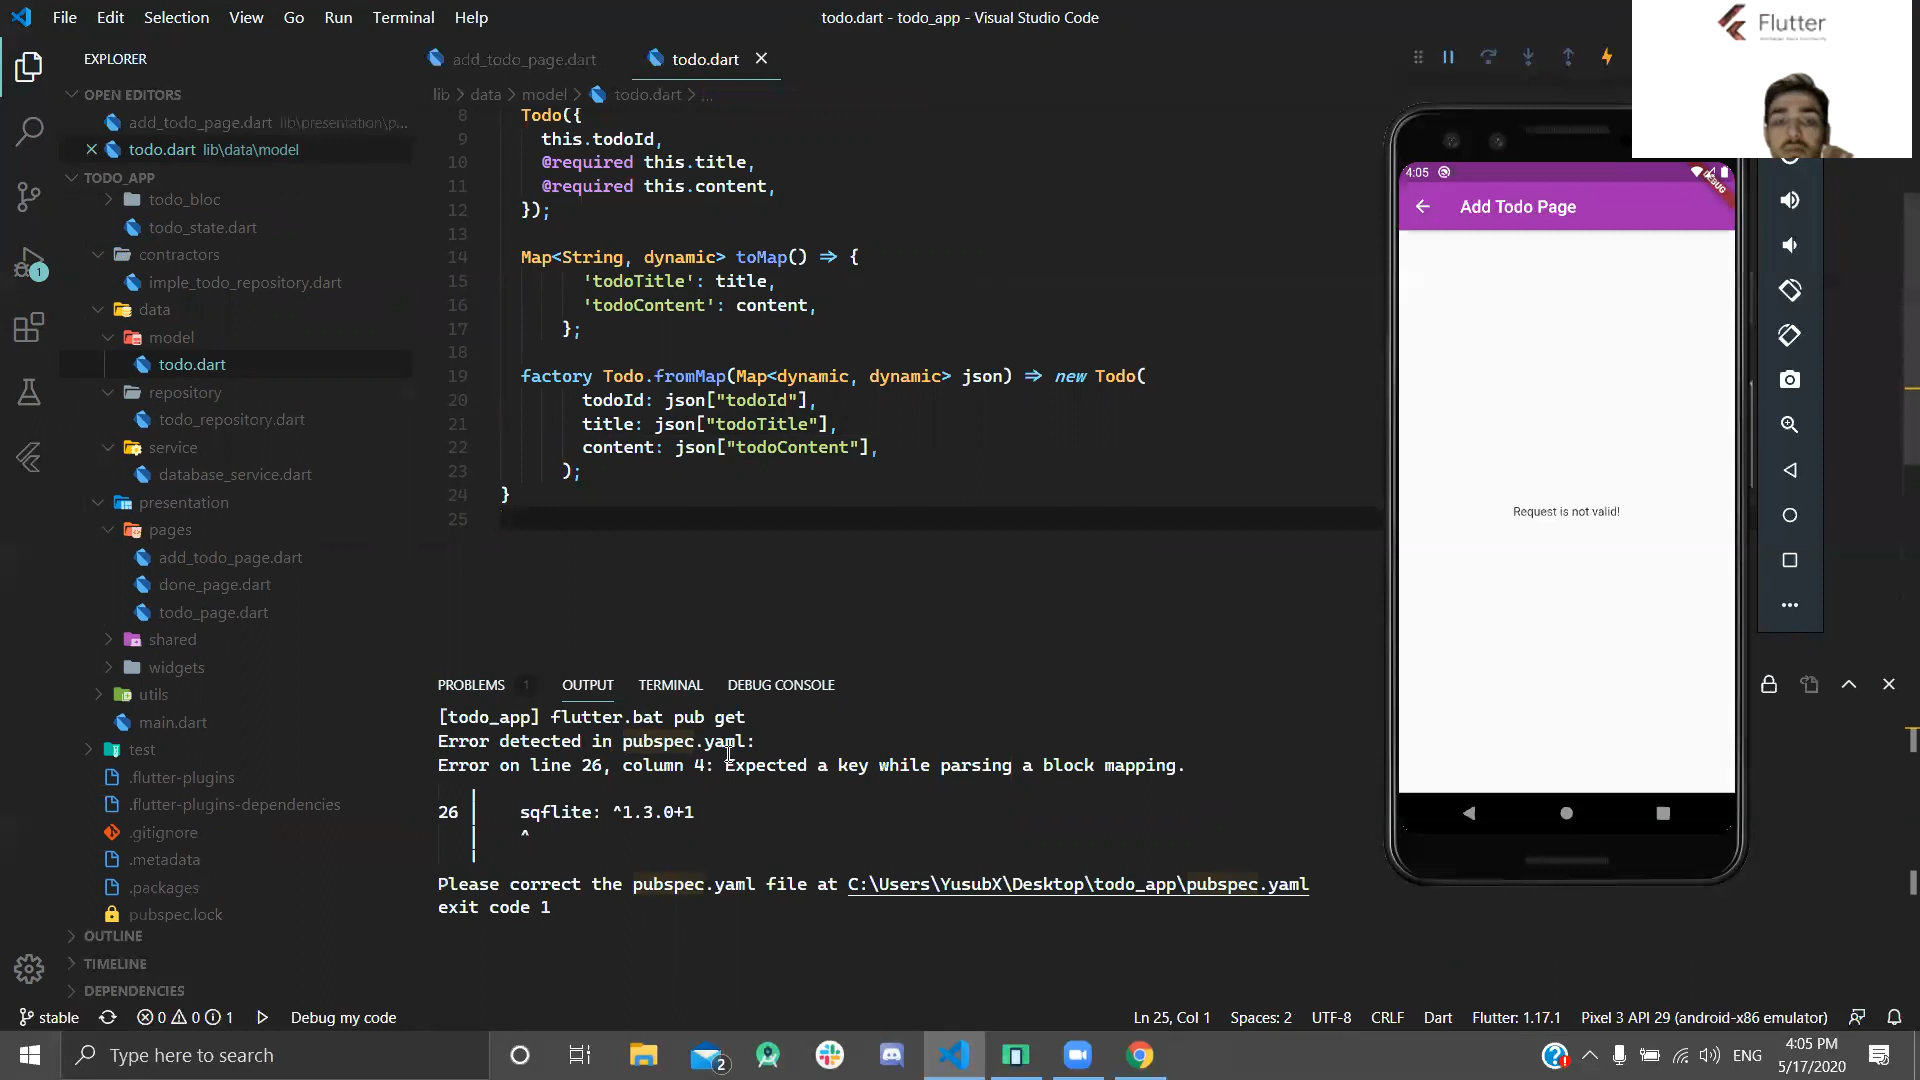 File Edit Selection View Go Run Terminal Help
todo.dart - todo_app - Visual Studio Code
Flutter
EXPLORER
OPEN EDITORS
add_todo_page.dart lib\presentation\p...
todo.dart lib\data\model
TODO_APP
todo_bloc
todo_state.dart
contractors
imple_todo_repository.dart
data
model
todo.dart
repository
todo_repository.dart
service
database_service.dart
presentation
pages
add_todo_page.dart
done_page.dart
todo_page.dart
shared
widgets
utils
main.dart
test
.flutter-plugins
.flutter-plugins-dependencies
.gitignore
.metadata
.packages
pubspec.lock
OUTLINE
TIMELINE
DEPENDENCIES
1
add_todo_page.dart
todo.dart
lib > data > model > todo.dart > ...
8 Todo({
9 this.todoId,
10 @required this.title,
11 @required this.content,
12 });
13
14 Map<String, dynamic> toMap() => {
15 'todoTitle': title,
16 'todoContent': content,
17 };
18
19 factory Todo.fromMap(Map<dynamic, dynamic> json) => new Todo(
20 todoId: json["todoId"],
21 title: json["todoTitle"],
22 content: json["todoContent"],
23 );
24 }
25
PROBLEMS 1 OUTPUT TERMINAL DEBUG CONSOLE
[todo_app] flutter.bat pub get
Error detected in pubspec.yaml:
Error on line 26, column 4: Expected a key while parsing a block mapping.
26 | sqflite: ^1.3.0+1
^
Please correct the pubspec.yaml file at C:\Users\YusubX\Desktop\todo_app\pubspec.yaml
exit code 1
4:05
DEBUG
Add Todo Page
Request is not valid!
stable 0 0 1 Debug my code
Ln 25, Col 1 Spaces: 2 UTF-8 CRLF Dart Flutter: 1.17.1 Pixel 3 API 29 (android-x86 emulator)
Type here to search
2
ENG
4:05 PM
5/17/2020